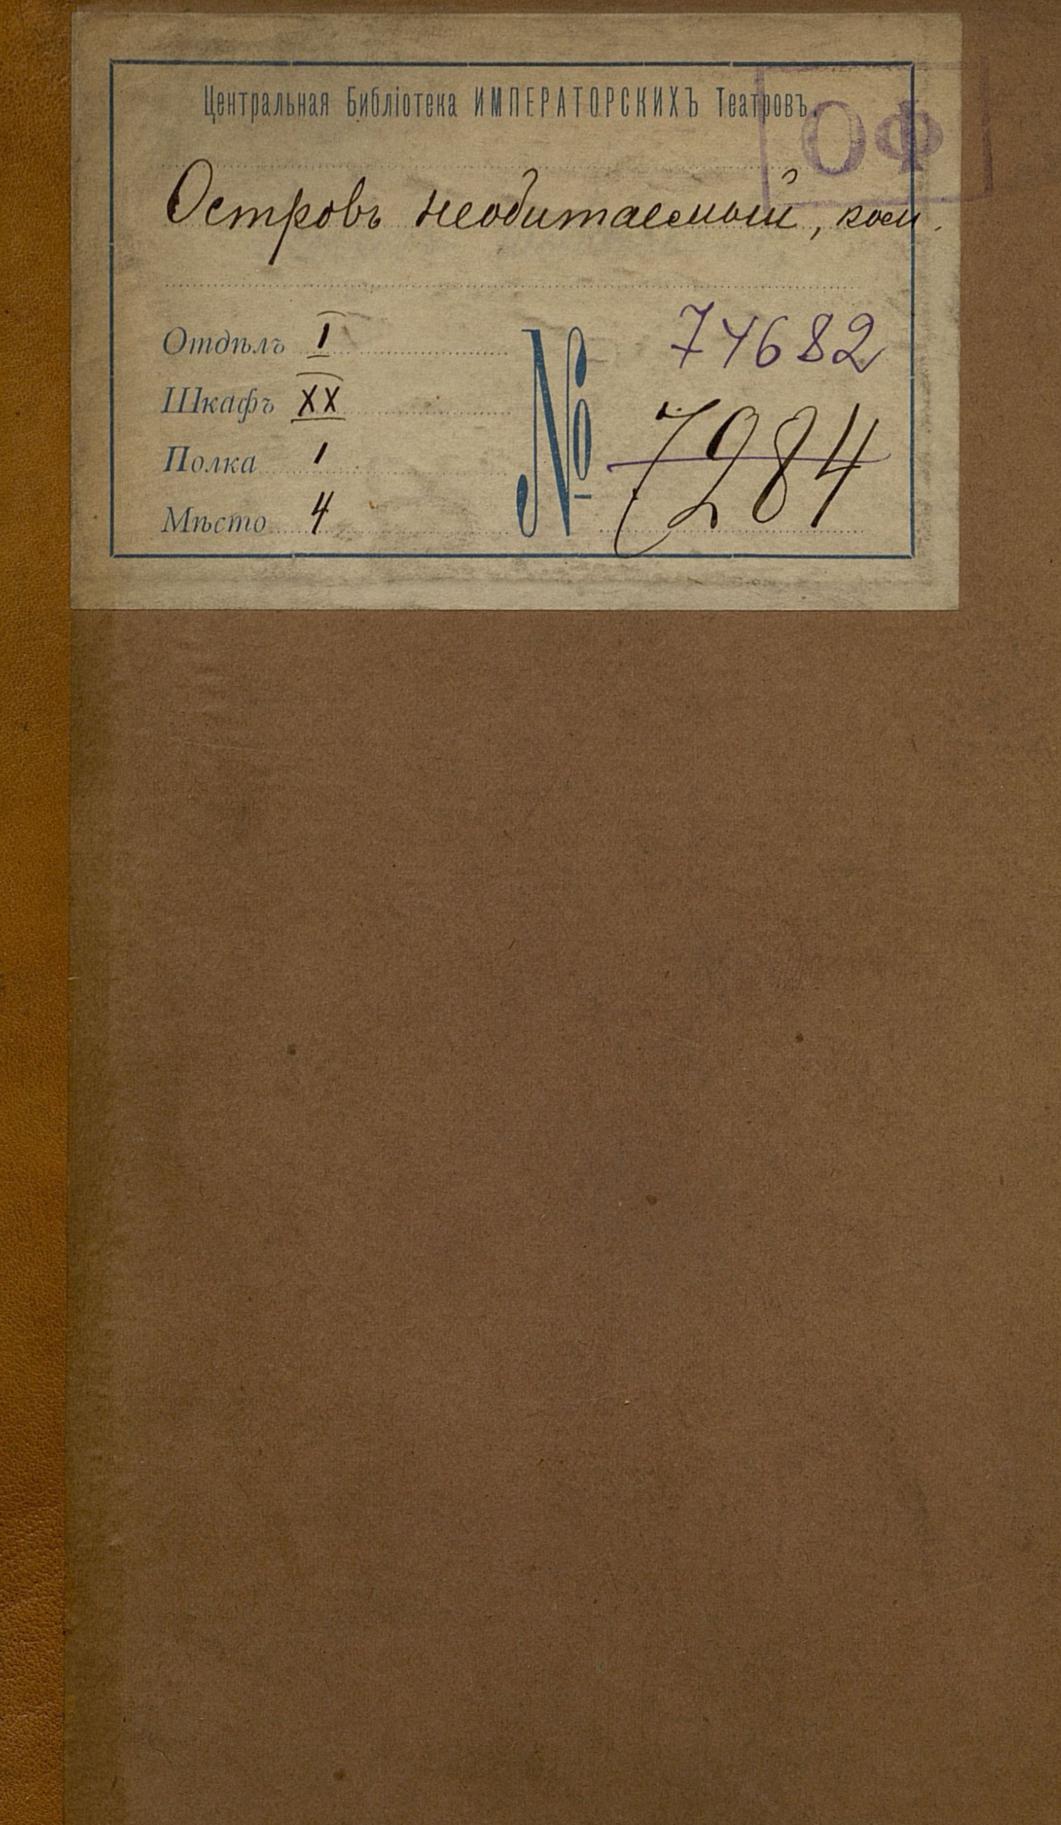 Центральная Библіотека ИМПЕРАТОРСКИХЪ Театровъ.
ОФ
Островъ необитаемый, ком.
Отдѣлъ I
Шкафъ XX
Полка 1
Мѣсто 4
№ 74682
7284